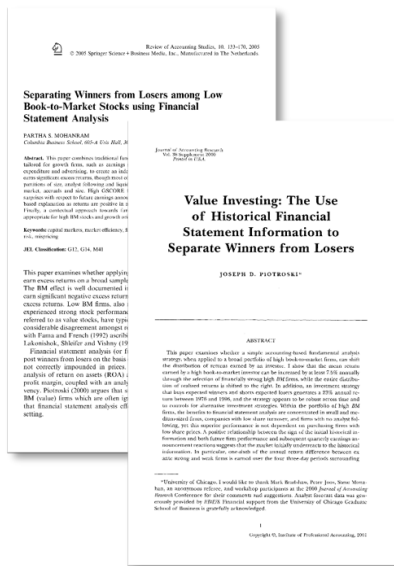 Review of Accounting Studies, 10, 133–170, 2005
© 2005 Springer Science + Business Media, Inc., Manufactured in The Netherlands.
Separating Winners from Losers among Low
Book-to-Market Stocks using Financial
Statement Analysis
PARTHA S. MOHANRAM
Columbia Business School, 605-A Uris Hall,
Abstract. This paper combines traditional
tailored for growth firms, such as earnings
expenditure and advertising, to create an
earns significant excess returns, though most
partitions of size, analyst following and
market, accruals and size. High GSCORE
surprises with respect to future earnings
based explanation as returns are positive in
Finally, a contextual approach towards
appropriate for high BM stocks and growth
Keywords: capital markets, market efficiency,
risk, mispricing
JEL Classification: G12, G14, M41
This paper examines whether applying
earn excess returns on a broad sample
The BM effect is well documented
earn significant negative excess return
excess returns. Low BM firms, also
experienced strong stock performance
referred to as value stocks, have
considerable disagreement amongst
with Fama and French (1992)
Lakonishok, Shleifer and Vishny
Financial statement analysis (or
post winners from losers on the basis
not correctly impounded in prices.
analysis of return on assets (ROA)
profit margin, coupled with an
Piotroski (2000) argues that
BM (value) firms which are often
that financial statement analysis
setting.
Journal of Accounting Research
Vol. 38 Supplement 2000
Printed in U.S.A.
Value Investing: The Use
of Historical Financial
Statement Information to
Separate Winners from Losers
JOSEPH D. PIOTROSKI*
ABSTRACT
This paper examines whether a simple accounting-based fundamental analysis
strategy, when applied to a broad portfolio of high book-to-market firms, can shift
the distribution of returns earned by an investor. I show that the mean return
earned by a high book-to-market investor can be increased by at least 7.5% annually
through the selection of financially strong high BM firms, while the entire distribu-
tion of realized returns is shifted to the right. In addition, an investment strategy
that buys expected winners and shorts expected losers generates a 23% annual re-
turn between 1976 and 1996, and the strategy appears to be robust across time and
to controls for alternative investment strategies. Within the portfolio of high BM
firms, the benefits to financial statement analysis are concentrated in small and me-
dium-sized firms, companies with low share turnover, and firms with no analyst fol-
lowing, yet this superior performance is not dependent on purchasing firms with
low share prices. A positive relationship between the sign of the initial historical in-
formation and both future firm performance and subsequent quarterly earnings an-
nouncement reactions suggests that the market initially underreacts to the historical
information. In particular, one-sixth of the annual return difference between ex
ante strong and weak firms is earned over the four three-day periods surrounding
*University of Chicago. I would like to thank Mark Bradshaw, Peter Joos, Steve
an anonymous referee, and workshop participants at the 2000 Journal of Accounting
Research Conference for their comments and suggestions. Analyst forecast data was gen-
erously provided by I/B/E/S. Financial support from the University of Chicago Graduate
School of Business is gratefully acknowledged.
1
Copyright ©, Institute of Professional Accounting, 2001